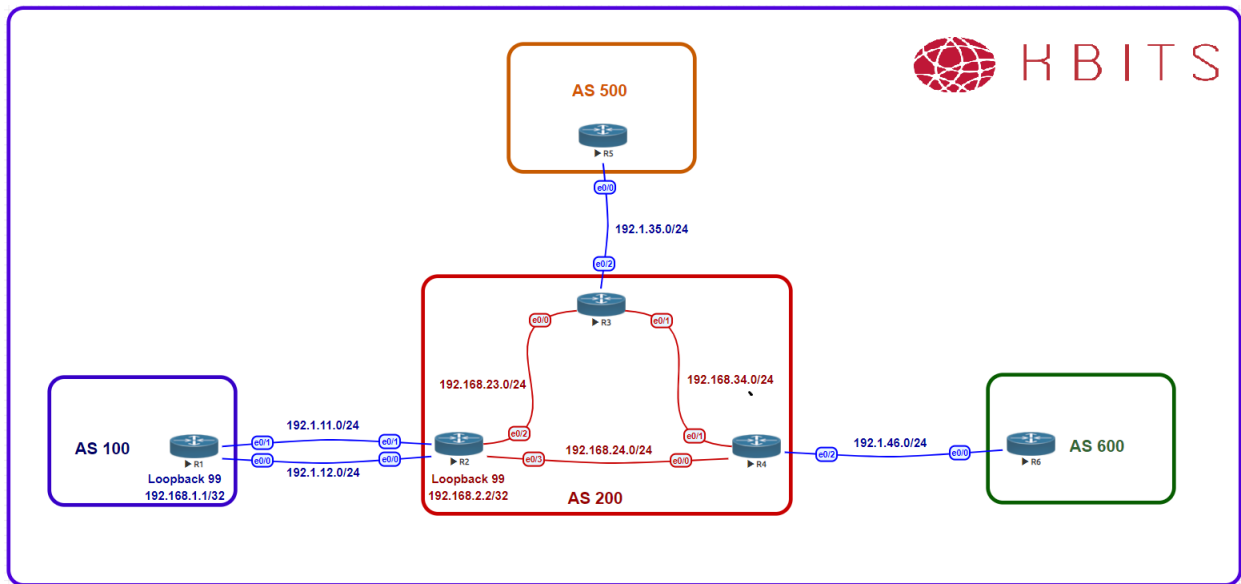 KBITS
AS 500
R5
e0/0
192.1.35.0/24
e0/2
R3
e0/0
e0/1
192.168.23.0/24
192.168.34.0/24
AS 100
R1
e0/1
e0/0
192.1.11.0/24
192.1.12.0/24
e0/1
e0/0
Loopback 99
192.168.1.1/32
R2
e0/2
e0/3
Loopback 99
192.168.2.2/32
192.168.24.0/24
AS 200
e0/1
e0/0
R4
e0/2
192.1.46.0/24
e0/0
R6
AS 600